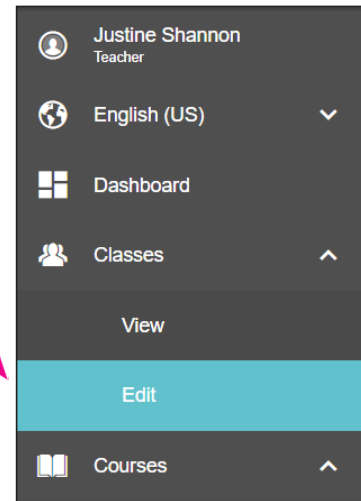 Justine Shannon
Teacher
English (US)
Dashboard
Classes
View
Edit
Courses